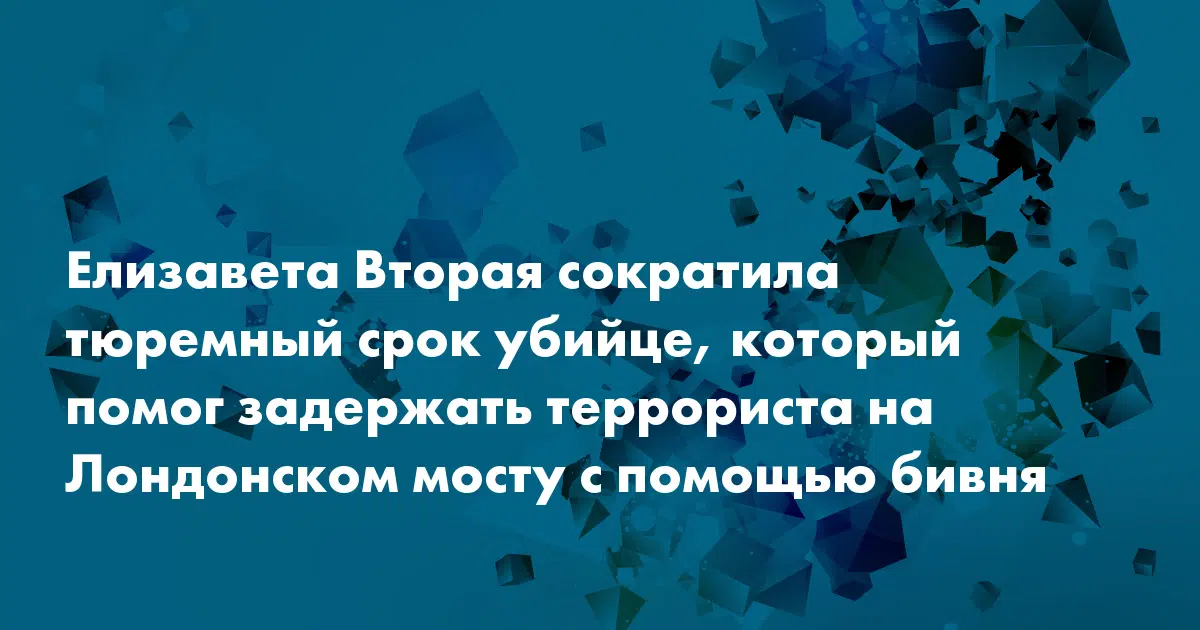 Елизавета Вторая сократила
тюремный срок убийце, который
помог задержать террориста на
Лондонском мосту с помощью бивня